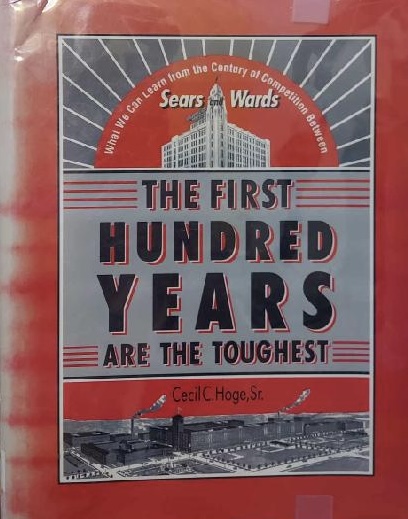 What We Can Learn from the Century of Competition Between
Sears and Wards
THE FIRST
HUNDRED
YEARS
ARE THE TOUGHEST
Cecil C. Hoge, Sr.